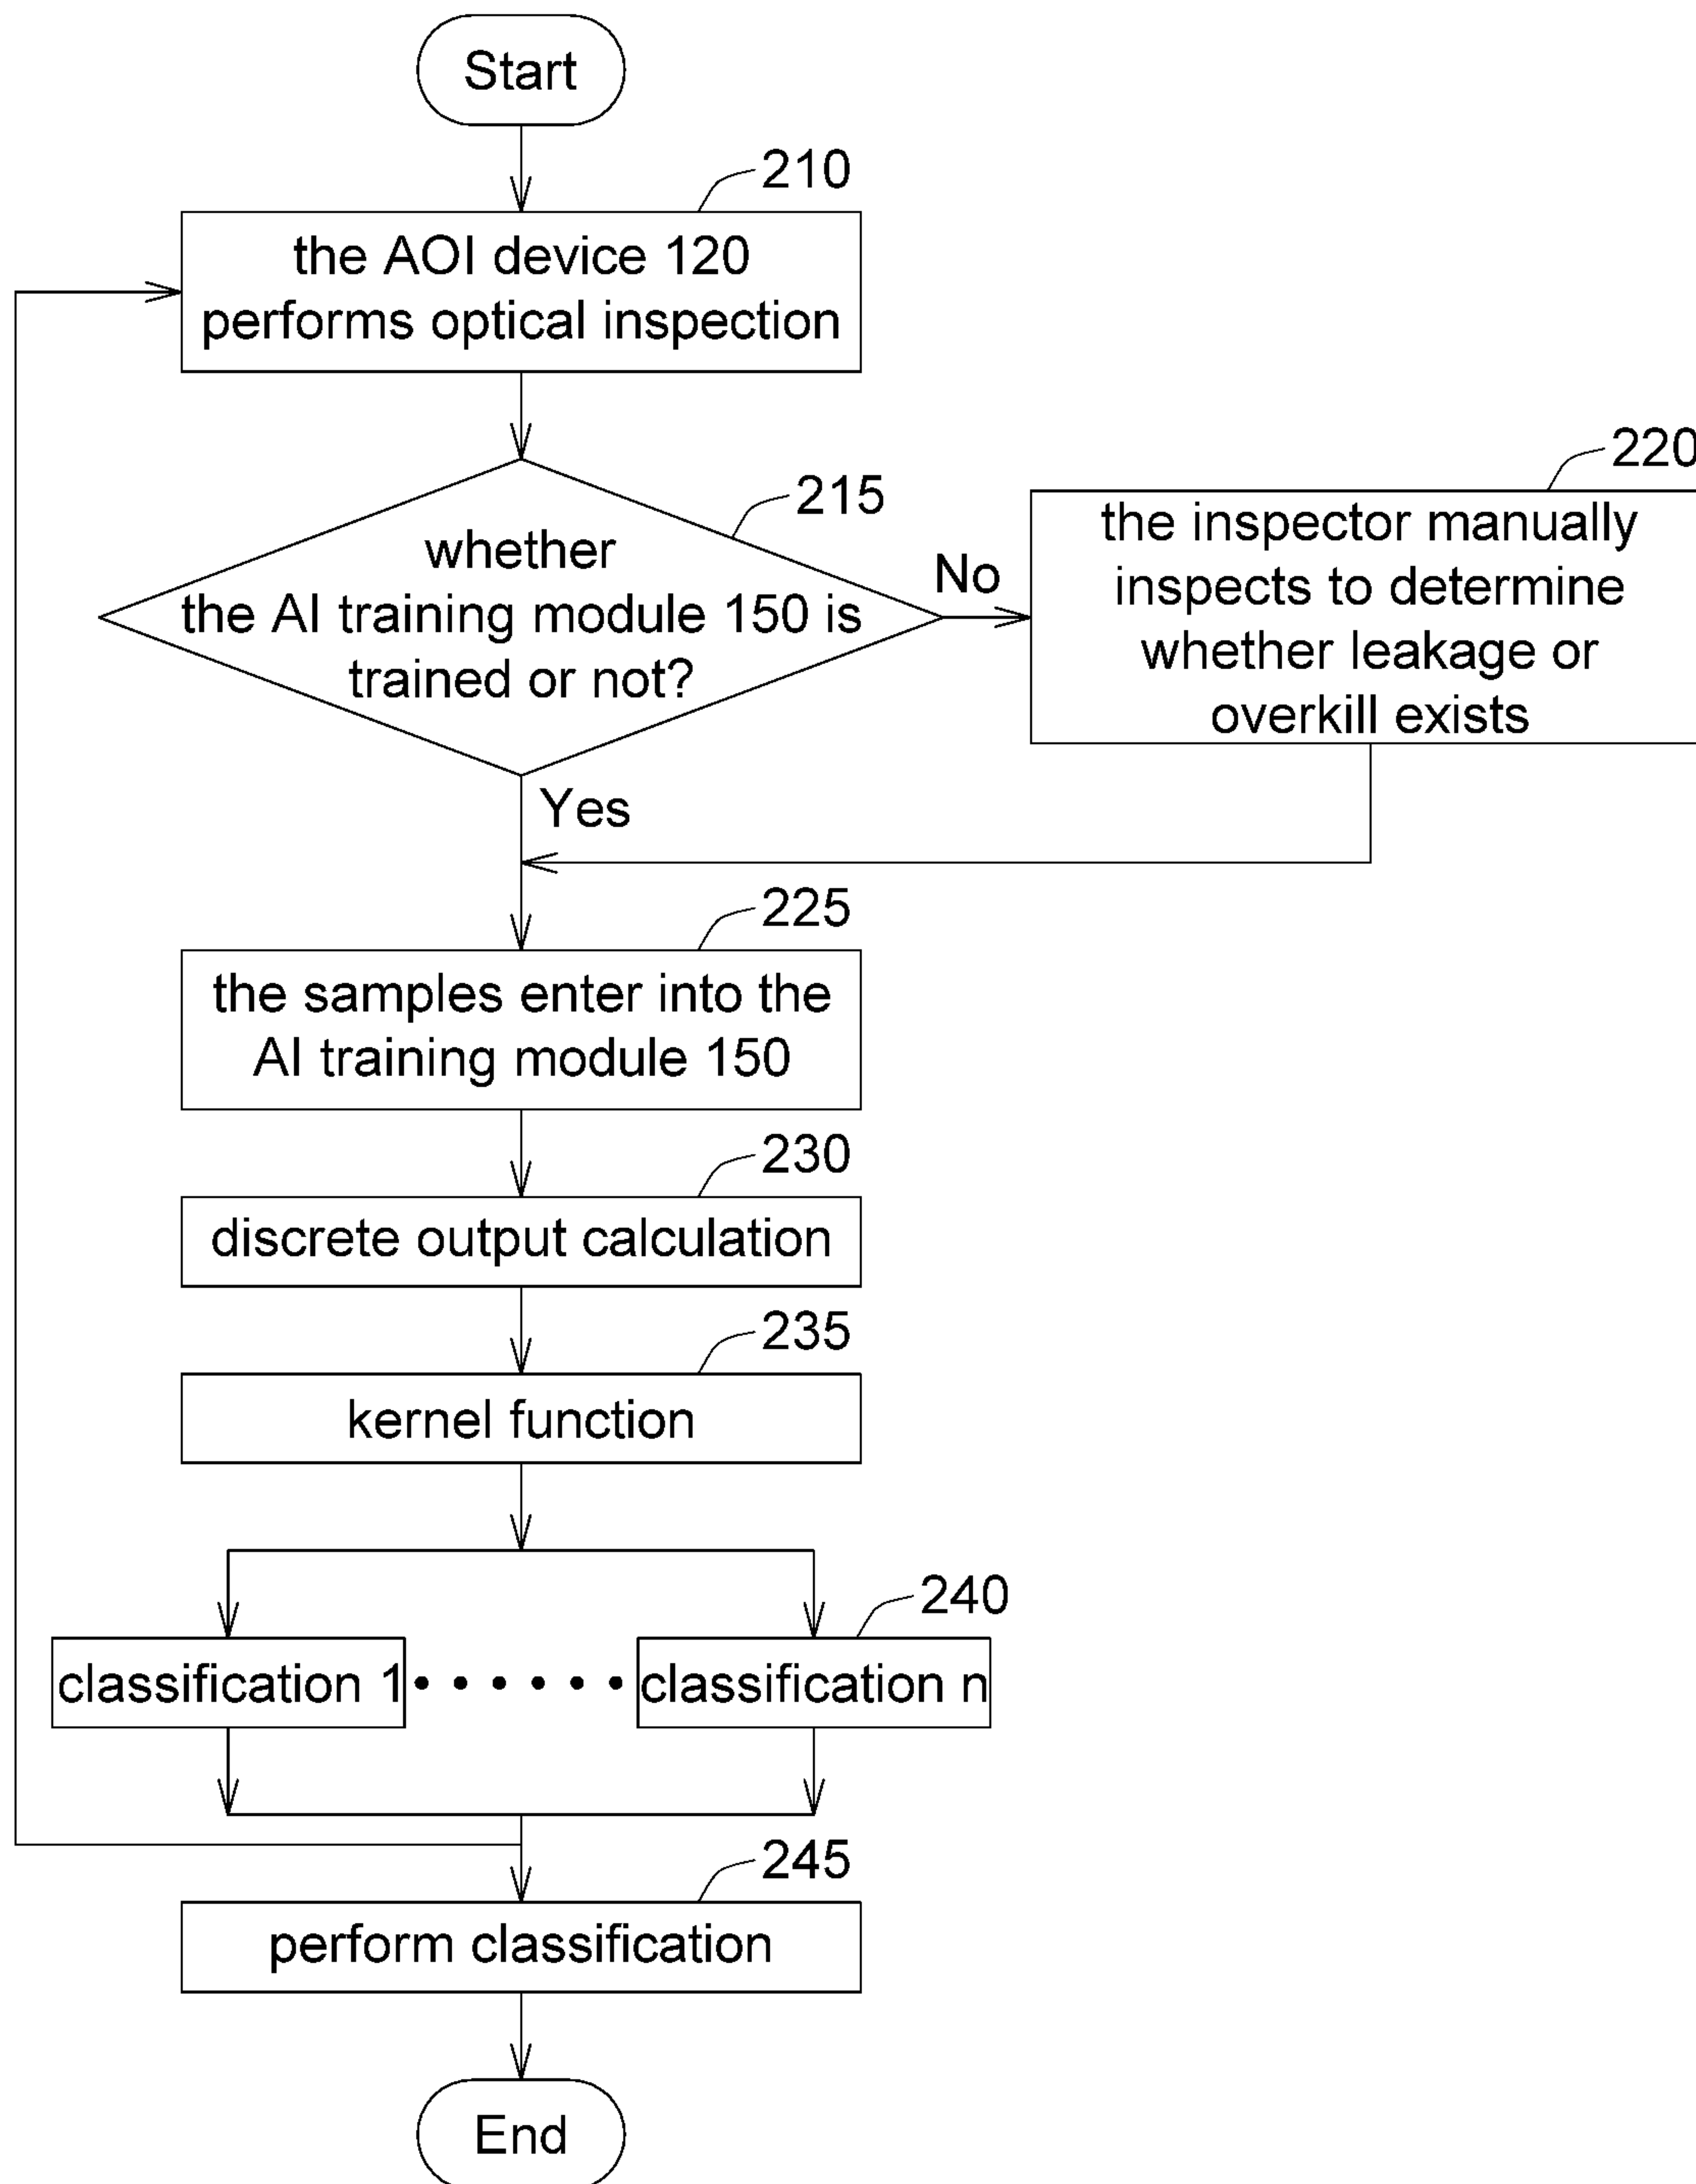 Start
210
the AOI device 120
performs optical inspection
215
whether
the AI training module 150 is
trained or not?
No
220
the inspector manually
inspects to determine
whether leakage or
overkill exists
Yes
225
the samples enter into the
AI training module 150
230
discrete output calculation
235
kernel function
240
classification 1 • • • • • • classification n
245
perform classification
End